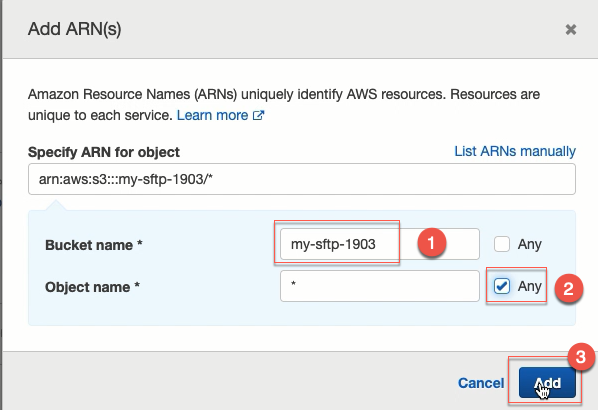 Add ARN(s)
Amazon Resource Names (ARNs) uniquely identify AWS resources. Resources are
unique to each service. Learn more
Specify ARN for object
List ARNs manually
arn:aws:s3:::my-sftp-1903/*
Bucket name *
my-sftp-1903
1
Any
Object name *
*
Any
2
3
Cancel
Add